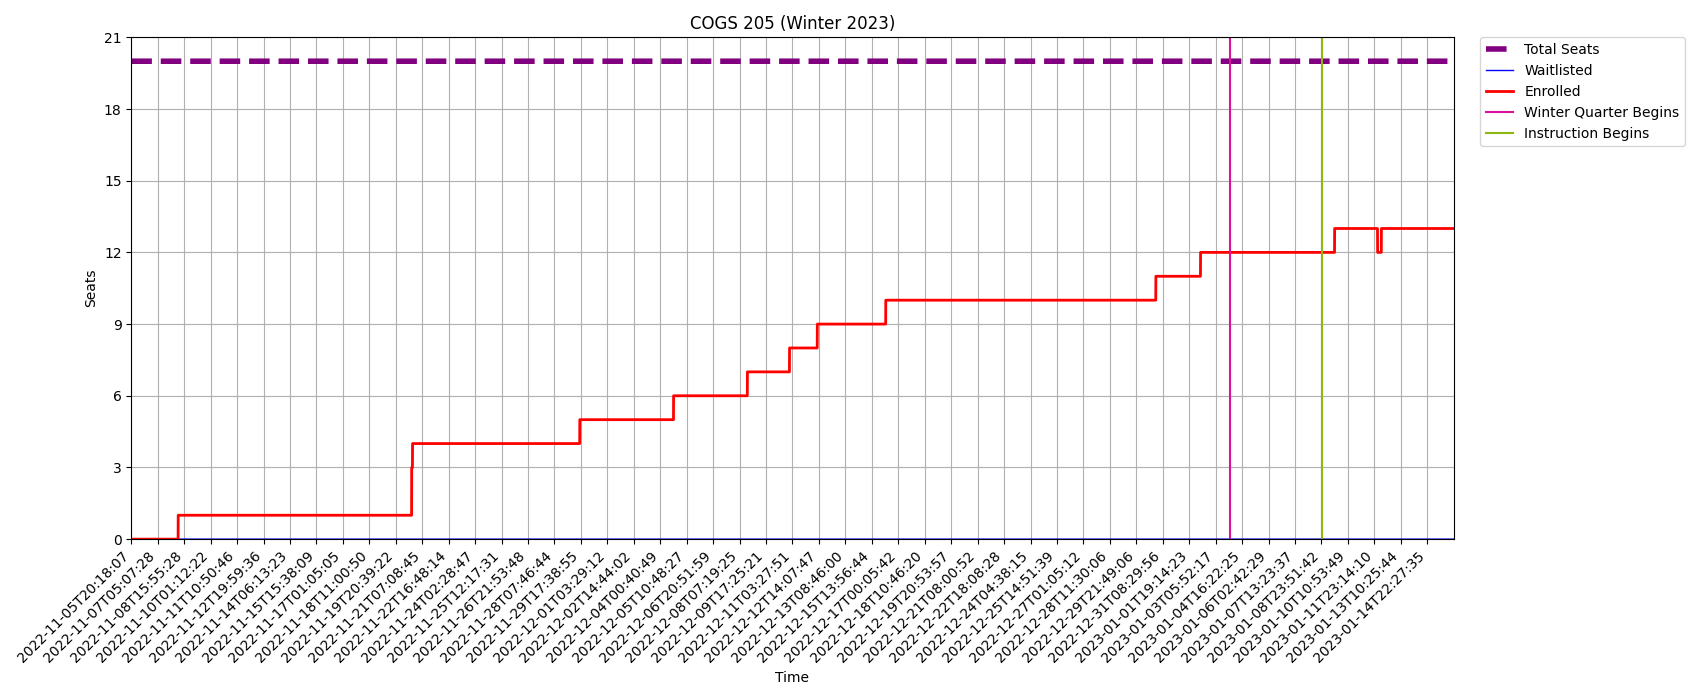 COGS 205 (Winter 2023)
Total Seats
Waitlisted
Enrolled
Winter Quarter Begins
Instruction Begins
Seats
21
18
15
12
9
6
3
0
2022-11-05T20:18:07
2022-11-07T05:07:28
2022-11-08T15:55:28
2022-11-10T01:12:22
2022-11-11T10:50:46
2022-11-12T19:59:36
2022-11-14T06:13:23
2022-11-15T15:38:09
2022-11-17T01:05:05
2022-11-18T11:00:50
2022-11-19T20:39:22
2022-11-21T07:08:45
2022-11-22T16:48:14
2022-11-24T02:28:47
2022-11-25T12:17:31
2022-11-26T21:53:48
2022-11-28T07:46:44
2022-11-29T17:38:55
2022-12-01T03:29:12
2022-12-02T14:44:02
2022-12-04T00:40:49
2022-12-05T10:48:27
2022-12-06T20:51:59
2022-12-08T07:19:25
2022-12-09T17:25:21
2022-12-11T03:27:51
2022-12-12T14:07:47
2022-12-13T08:46:00
2022-12-15T13:56:44
2022-12-17T00:05:42
2022-12-18T10:46:20
2022-12-19T20:53:57
2022-12-21T08:00:52
2022-12-22T18:08:28
2022-12-24T04:38:15
2022-12-25T14:51:39
2022-12-27T01:05:12
2022-12-28T11:30:06
2022-12-29T21:49:06
2022-12-31T08:29:56
2023-01-01T19:14:23
2023-01-03T05:52:17
2023-01-04T16:22:25
2023-01-06T02:42:29
2023-01-07T13:23:37
2023-01-08T23:51:42
2023-01-10T10:53:49
2023-01-11T23:14:10
2023-01-13T10:25:44
2023-01-14T22:27:35
Time